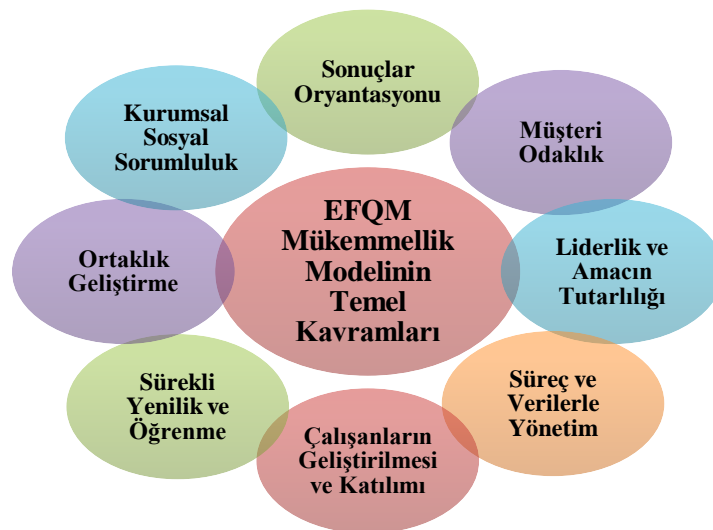 Sonuçlar
Oryantasyonu
Müşteri
Odaklık
Liderlik ve
Amacın
Tutarlılığı
Süreç ve
Verilerle
Yönetim
Çalışanların
Geliştirilmesi
ve Katılımı
Sürekli
Yenilik ve
Öğrenme
Ortaklık
Geliştirme
Kurumsal
Sosyal
Sorumluluk
EFQM
Mükemmellik
Modelinin
Temel
Kavramları